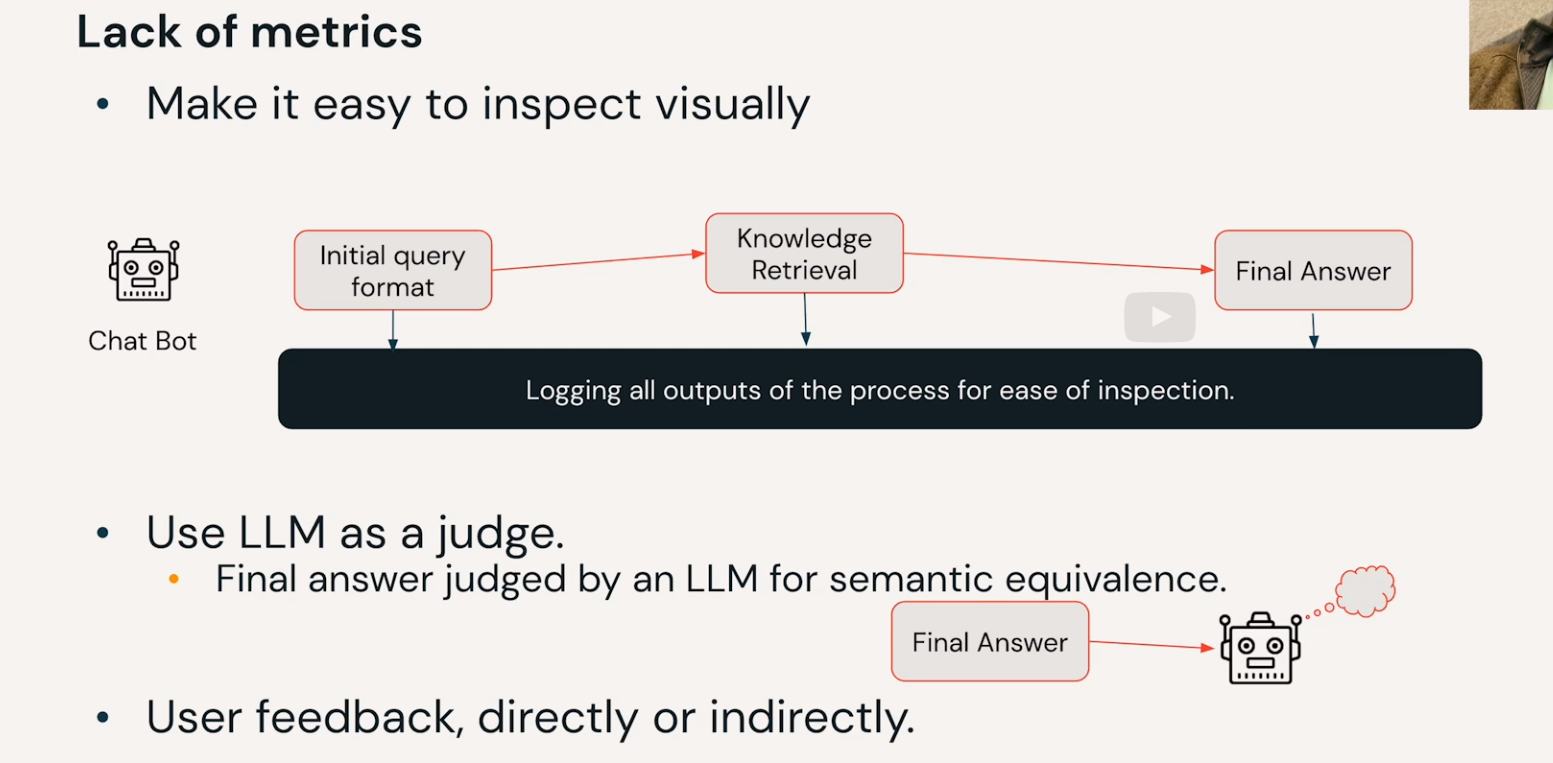 Lack of metrics
• Make it easy to inspect visually
Initial query
format
Knowledge
Retrieval
Final Answer
Chat Bot
Logging all outputs of the process for ease of inspection.
• Use LLM as a judge.
• Final answer judged by an LLM for semantic equivalence.
Final Answer
• User feedback, directly or indirectly.